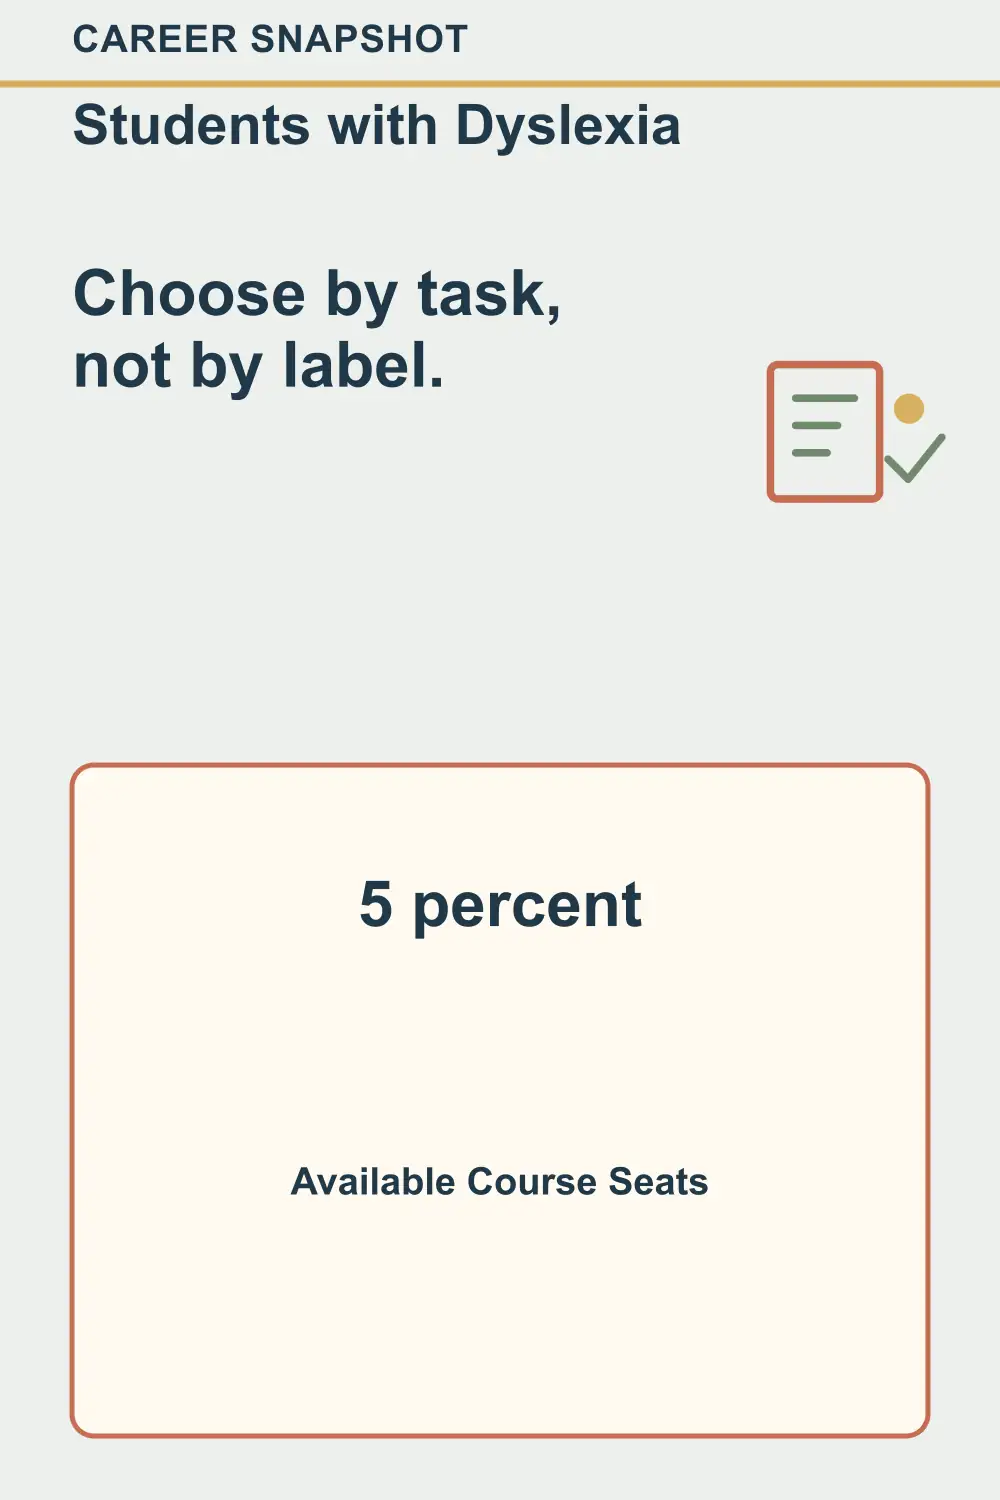 CAREER SNAPSHOT
Students with Dyslexia
Choose by task,
not by label.
5 percent
Available Course Seats